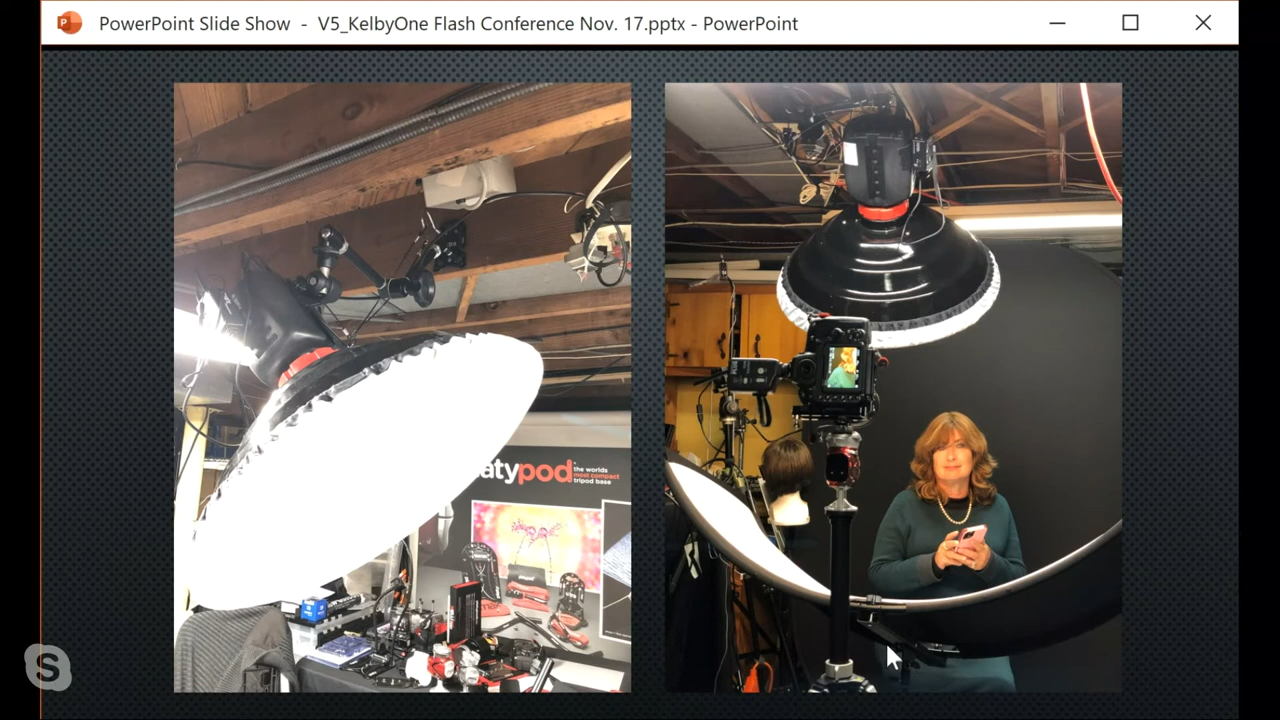 PowerPoint Slide Show - V5_KelbyOne Flash Conference Nov. 17.pptx - PowerPoint
atypod the worlds
most compact
tripod base